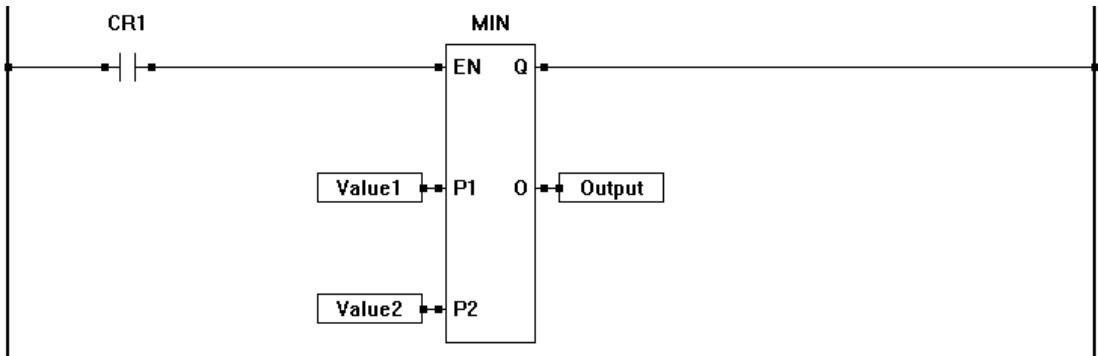 CR1 MIN
EN Q
Value1 P1 O Output
Value2 P2